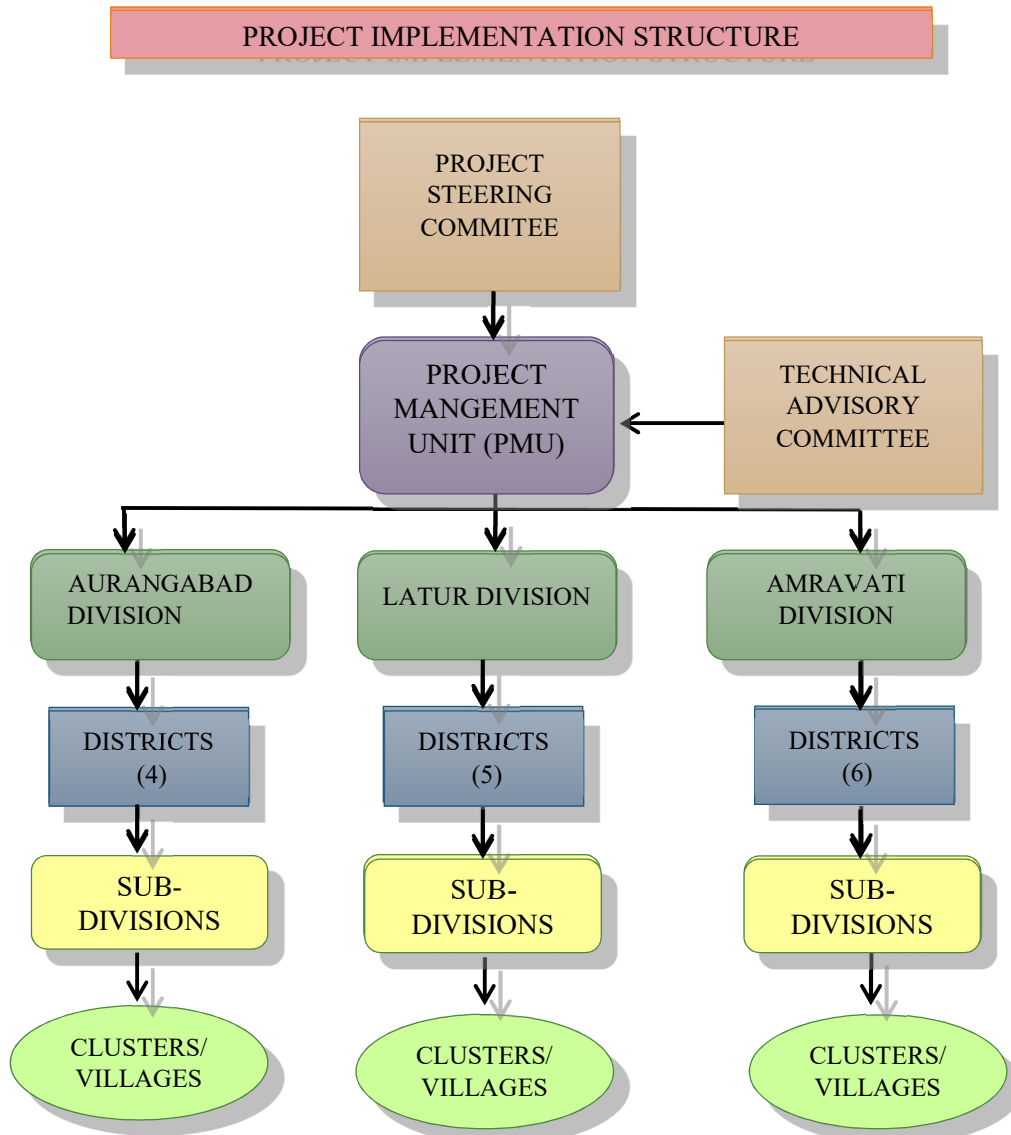 PROJECT IMPLEMENTATION STRUCTURE
PROJECT
STEERING
COMMITEE
PROJECT
MANGEMENT
UNIT (PMU)
TECHNICAL
ADVISORY
COMMITTEE
AURANGABAD
DIVISION
LATUR DIVISION
AMRAVATI
DIVISION
DISTRICTS
(4)
DISTRICTS
(5)
DISTRICTS
(6)
SUB-
DIVISIONS
SUB-
DIVISIONS
SUB-
DIVISIONS
CLUSTERS/
VILLAGES
CLUSTERS/
VILLAGES
CLUSTERS/
VILLAGES